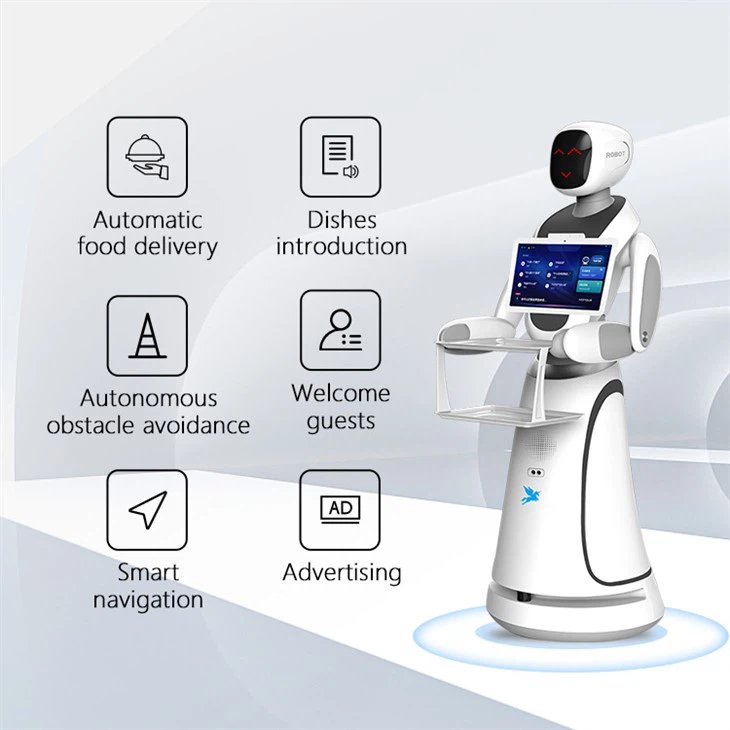 Automatic
food delivery
Dishes
introduction
Autonomous
obstacle avoidance
Welcome
guests
Smart
navigation
AD
Advertising
ROBOT